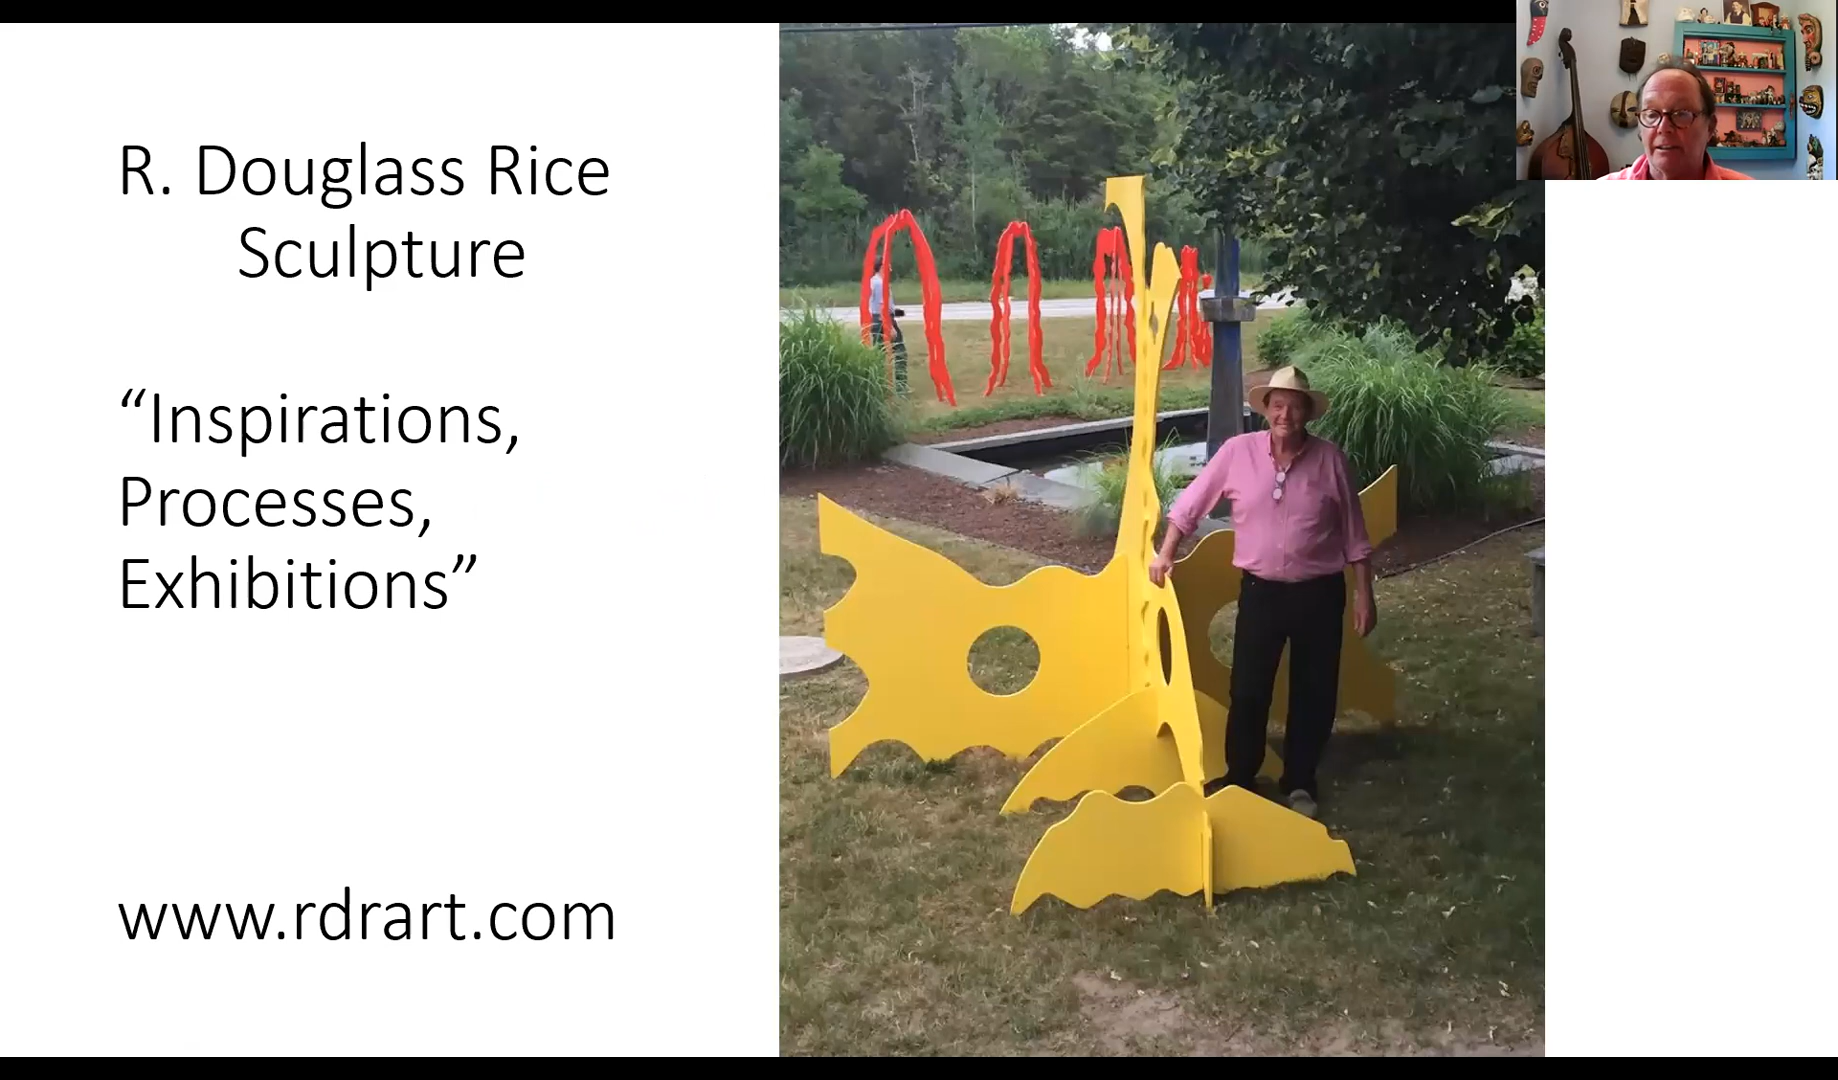 R. Douglass Rice
Sculpture
“Inspirations,
Processes,
Exhibitions”
www.rdrart.com